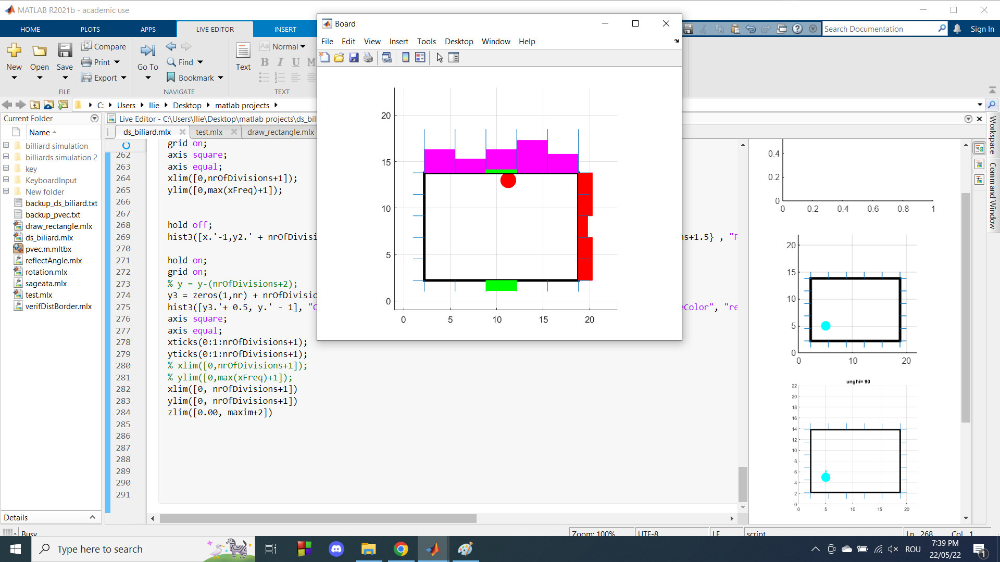 MATLAB R2021b - academic use
HOME PLOTS APPS LIVE EDITOR INSERT
Search Documentation
Sign In
New
Open
Save
Compare
Print
Export
FILE
Go To
Find
Bookmark
NAVIGATE
Text
Aa Normal
B I U M
TEXT
C: Users Ilie Desktop matlab projects
Current Folder
Name
billiard simulation
billiards simulation 2
key
KeyboardInput
New folder
backup_ds_biliard.txt
backup_pvec.txt
draw_rectangle.mlx
ds_biliard.mlx
pvec.m.mltbx
reflectAngle.mlx
rotation.mlx
sageata.mlx
test.mlx
verifDistBorder.mlx
Details
Live Editor - C:\Users\Ilie\Desktop\matlab projects\ds_bil
ds_biliard.mlx test.mlx draw_rectangle.mlx
grid on;
262 axis square;
263 axis equal;
264 xlim([0,nrOfDivisions+1]);
265 ylim([0,max(xFreq)+1]);
266
267
268 hold off;
269 hist3([x.'-1,y2.' + nrOfDivisi
ns+1.5} , "F
270
271 hold on;
272 grid on;
273 % y = y-(nrOfDivisions+2);
274 y3 = zeros(1,nr) + nrOfDivisio
275 hist3([y3.'+ 0.5, y.' - 1], "C
eColor", "re
276 axis square;
277 axis equal;
278 xticks(0:1:nrOfDivisions+1);
279 yticks(0:1:nrOfDivisions+1);
280 % xlim([0,nrOfDivisions+1]);
281 % ylim([0,max(xFreq)+1]);
282 xlim([0, nrOfDivisions+1])
283 ylim([0, nrOfDivisions+1])
284 zlim([0.00, maxim+2])
285
286
287
288
289
290
291
Board
File Edit View Insert Tools Desktop Window Help
20
15
10
5
0
0 5 10 15 20
0.4
0.2
0
0 0.2 0.4 0.6 0.8 1
20
15
10
5
0
0 10 20
unghi= 90
22
20
18
16
14
12
10
8
6
4
2
0
0 5 10 15 20
Workspace
Command Window
Busy
Zoom: 100% UTF-8 LF script Ln 268 Col 1
Type here to search
ROU
7:39 PM
22/05/22
1